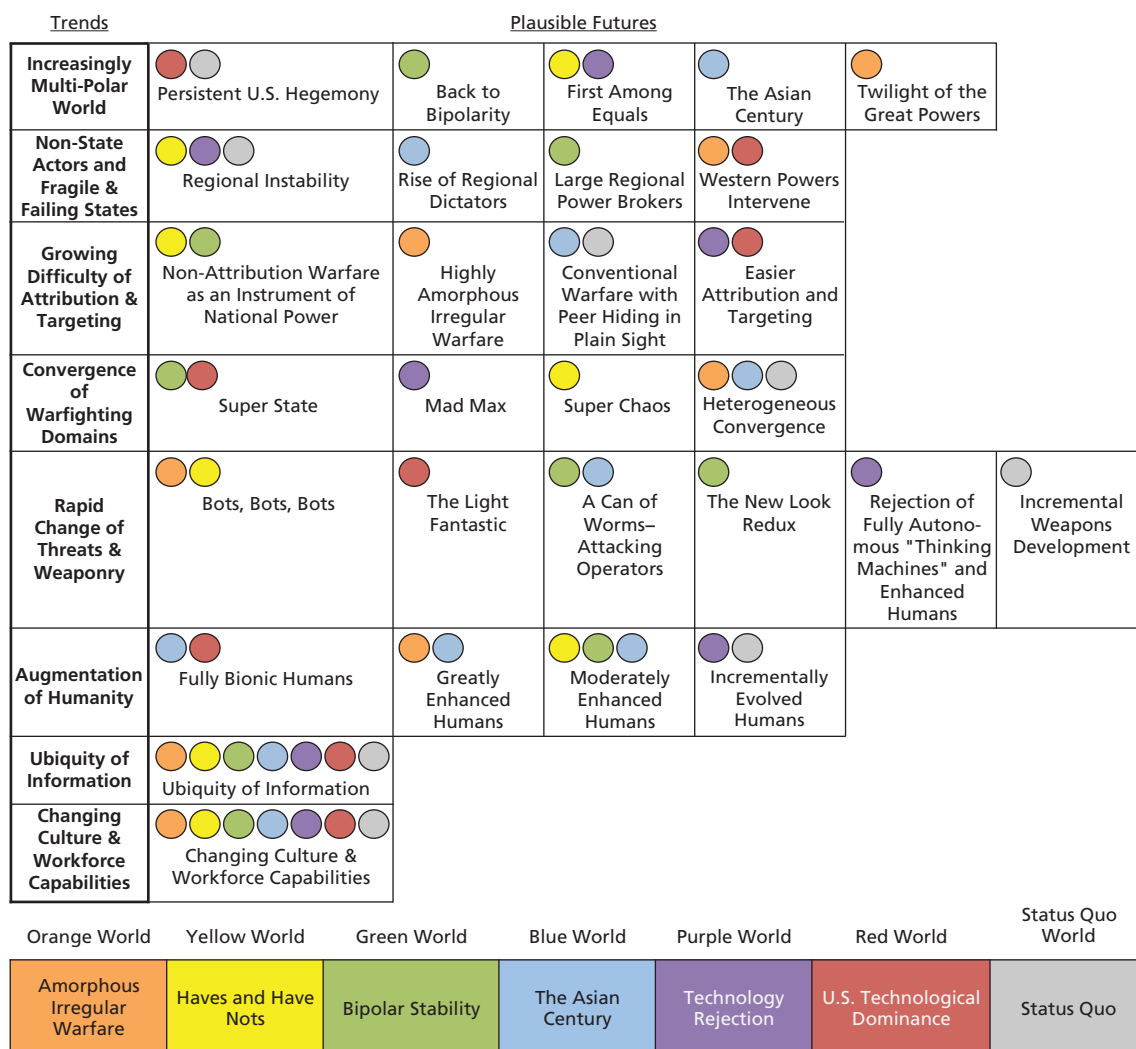 Trends
Plausible Futures
Increasingly
Multi-Polar
World
Persistent U.S. Hegemony
Back to
Bipolarity
First Among
Equals
The Asian
Century
Twilight of the
Great Powers
Non-State
Actors and
Fragile &
Failing States
Regional Instability
Rise of Regional
Dictators
Large Regional
Power Brokers
Western Powers
Intervene
Growing
Difficulty of
Attribution &
Targeting
Non-Attribution Warfare
as an Instrument of
National Power
Highly
Amorphous
Irregular
Warfare
Conventional
Warfare with
Peer Hiding in
Plain Sight
Easier
Attribution and
Targeting
Convergence
of
Warfighting
Domains
Super State
Mad Max
Super Chaos
Heterogeneous
Convergence
Rapid
Change of
Threats &
Weaponry
Bots, Bots, Bots
The Light
Fantastic
A Can of
Worms–
Attacking
Operators
The New Look
Redux
Rejection of
Fully Autono-
mous "Thinking
Machines" and
Enhanced
Humans
Incremental
Weapons
Development
Augmentation
of Humanity
Fully Bionic Humans
Greatly
Enhanced
Humans
Moderately
Enhanced
Humans
Incrementally
Evolved
Humans
Ubiquity of
Information
Ubiquity of Information
Changing
Culture &
Workforce
Capabilities
Changing Culture &
Workforce Capabilities
Orange World
Yellow World
Green World
Blue World
Purple World
Red World
Status Quo
World
Amorphous
Irregular
Warfare
Haves and Have
Nots
Bipolar Stability
The Asian
Century
Technology
Rejection
U.S. Technological
Dominance
Status Quo